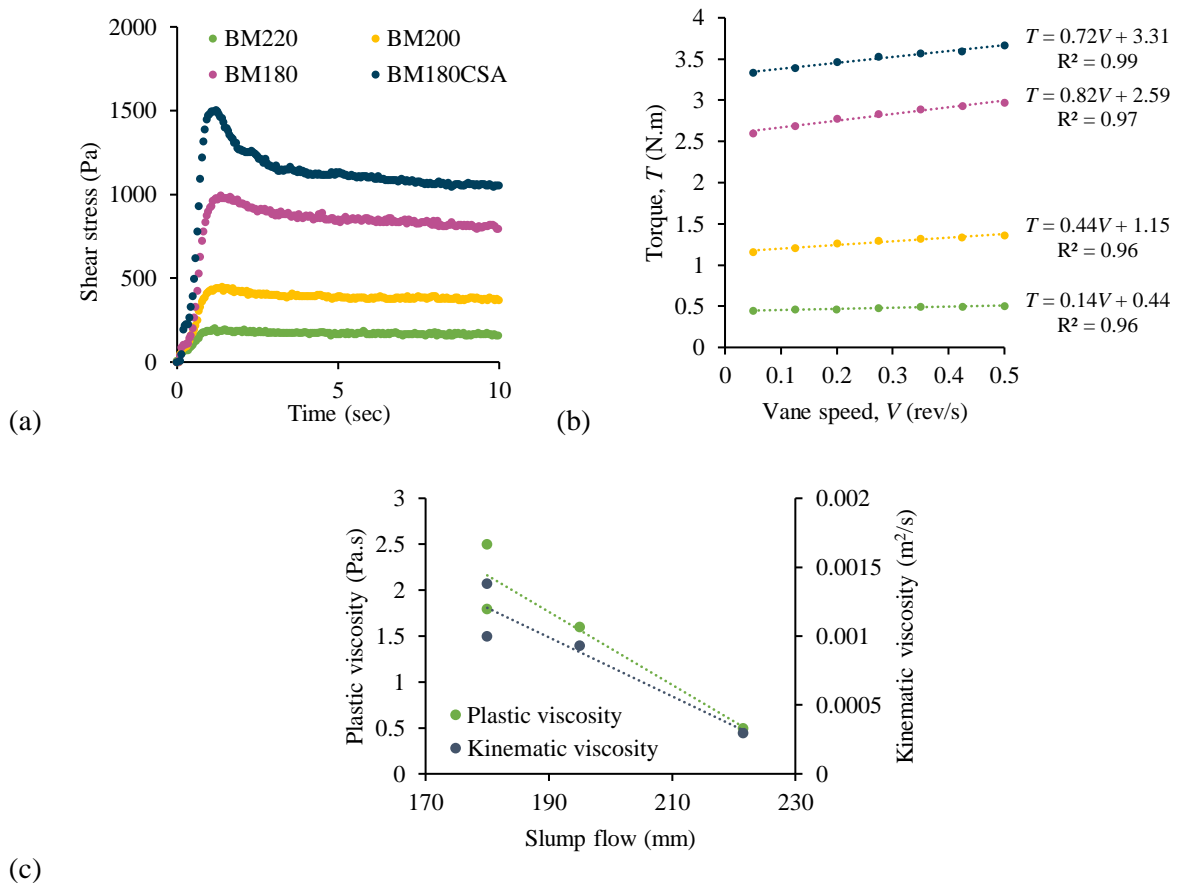 2000
1500
1000
500
0
0
5
10
Shear stress (Pa)
Time (sec)
BM220
BM200
BM180
BM180CSA
(a)
4
3.5
3
2.5
2
1.5
1
0.5
0
0
0.1
0.2
0.3
0.4
0.5
Torque, T (N.m)
Vane speed, V (rev/s)
T = 0.72V + 3.31
R² = 0.99
T = 0.82V + 2.59
R² = 0.97
T = 0.44V + 1.15
R² = 0.96
T = 0.14V + 0.44
R² = 0.96
(b)
3
2.5
2
1.5
1
0.5
0
170
190
210
230
0.002
0.0015
0.001
0.0005
0
Plastic viscosity (Pa.s)
Kinematic viscosity (m²/s)
Plastic viscosity
Kinematic viscosity
Slump flow (mm)
(c)